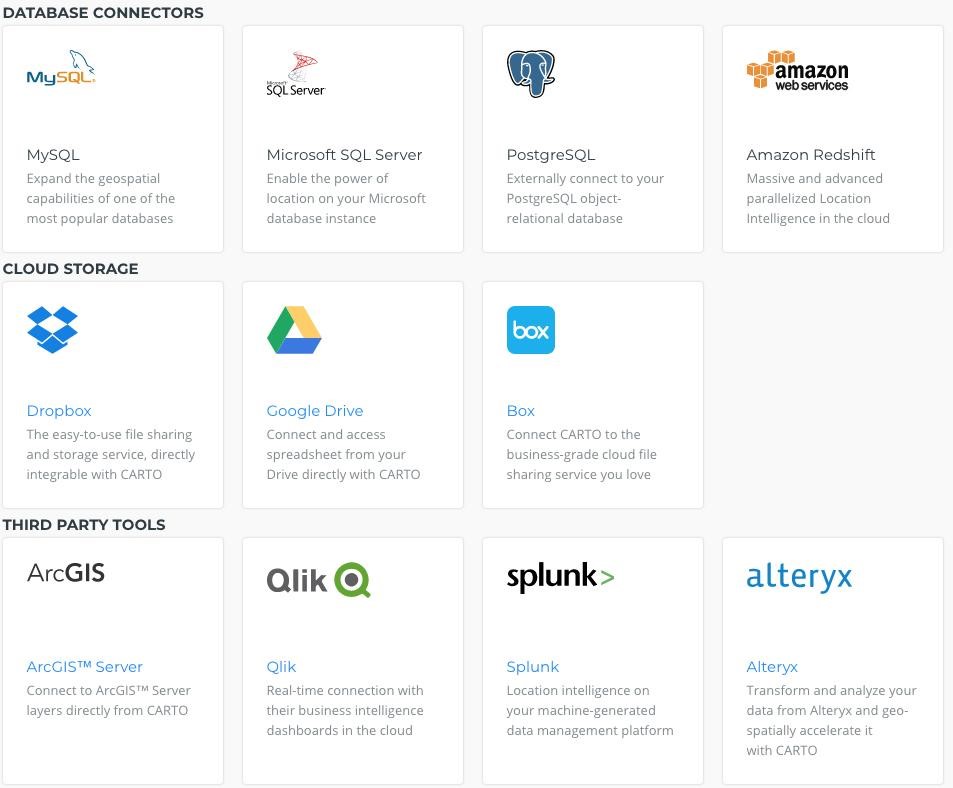 DATABASE CONNECTORS
MySQL
Microsoft
SQL Server
amazon
web services
MySQL
Expand the geospatial
capabilities of one of the
most popular databases
Microsoft SQL Server
Enable the power of
location on your Microsoft
database instance
PostgreSQL
Externally connect to your
PostgreSQL object-
relational database
Amazon Redshift
Massive and advanced
parallelized Location
Intelligence in the cloud
CLOUD STORAGE
box
Dropbox
The easy-to-use file sharing
and storage service, directly
integrable with CARTO
Google Drive
Connect and access
spreadsheet from your
Drive directly with CARTO
Box
Connect CARTO to the
business-grade cloud file
sharing service you love
THIRD PARTY TOOLS
ArcGIS
Qlik
splunk>
alteryx
ArcGIS™ Server
Connect to ArcGIS™ Server
layers directly from CARTO
Qlik
Real-time connection with
their business intelligence
dashboards in the cloud
Splunk
Location intelligence on
your machine-generated
data management platform
Alteryx
Transform and analyze your
data from Alteryx and geo-
spatially accelerate it
with CARTO